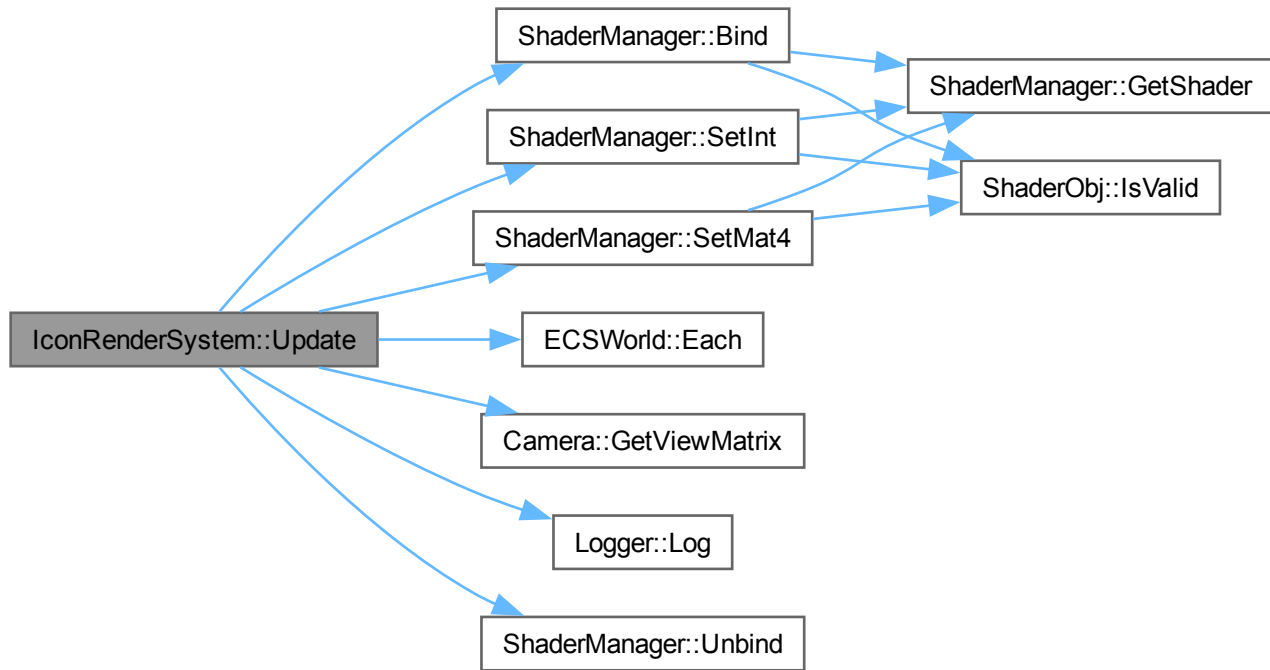 ShaderManager::Bind
ShaderManager::GetShader
ShaderManager::SetInt
ShaderObj::IsValid
ShaderManager::SetMat4
IconRenderSystem::Update
ECSWorld::Each
Camera::GetViewMatrix
Logger::Log
ShaderManager::Unbind